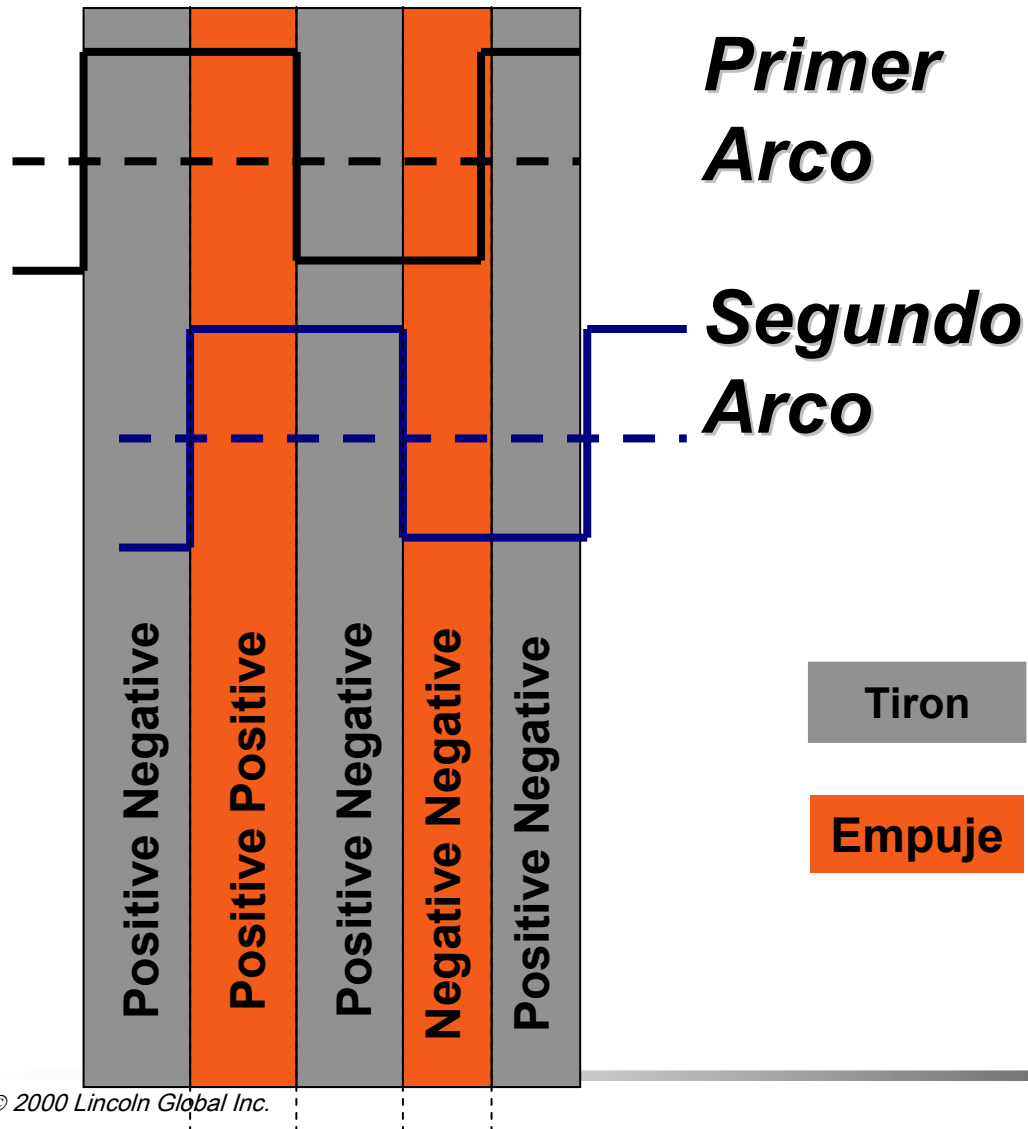 Primer
Arco
Segundo
Arco
Positive Negative
Positive Positive
Positive Negative
Negative Negative
Positive Negative
Tiron
Empuje
© 2000 Lincoln Global Inc.